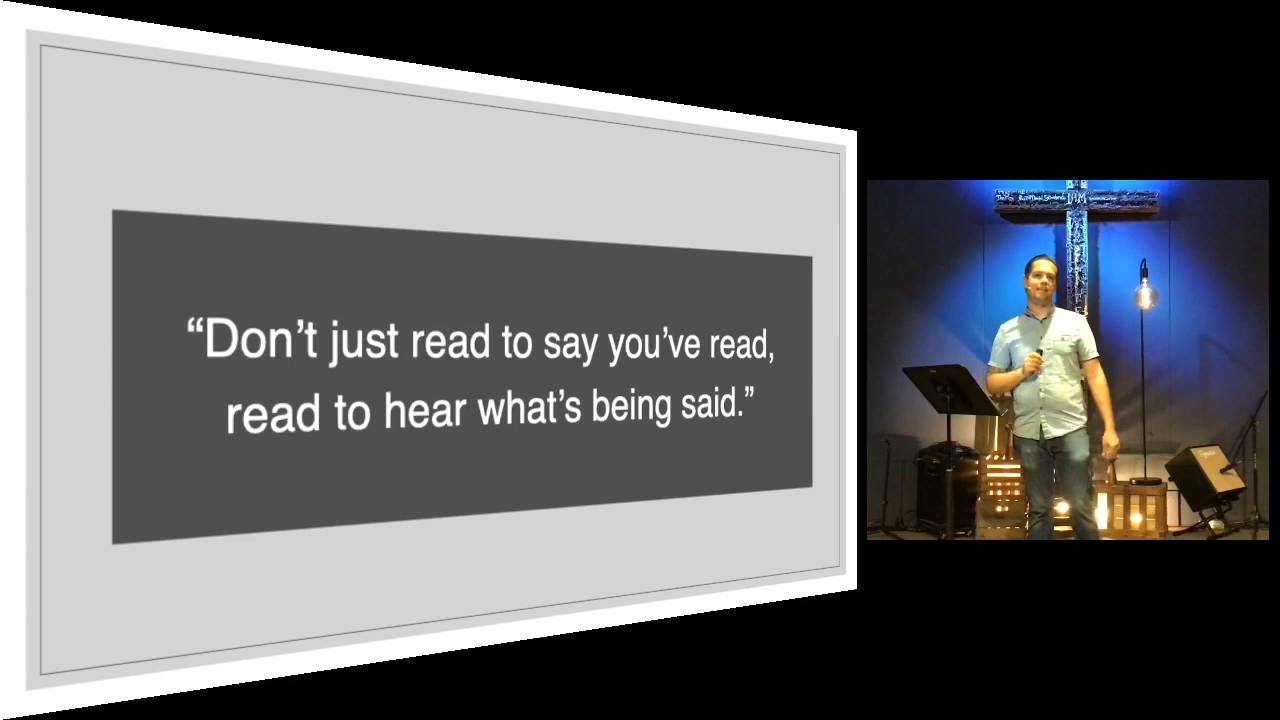 “Don’t just read to say you’ve read,
read to hear what’s being said.”